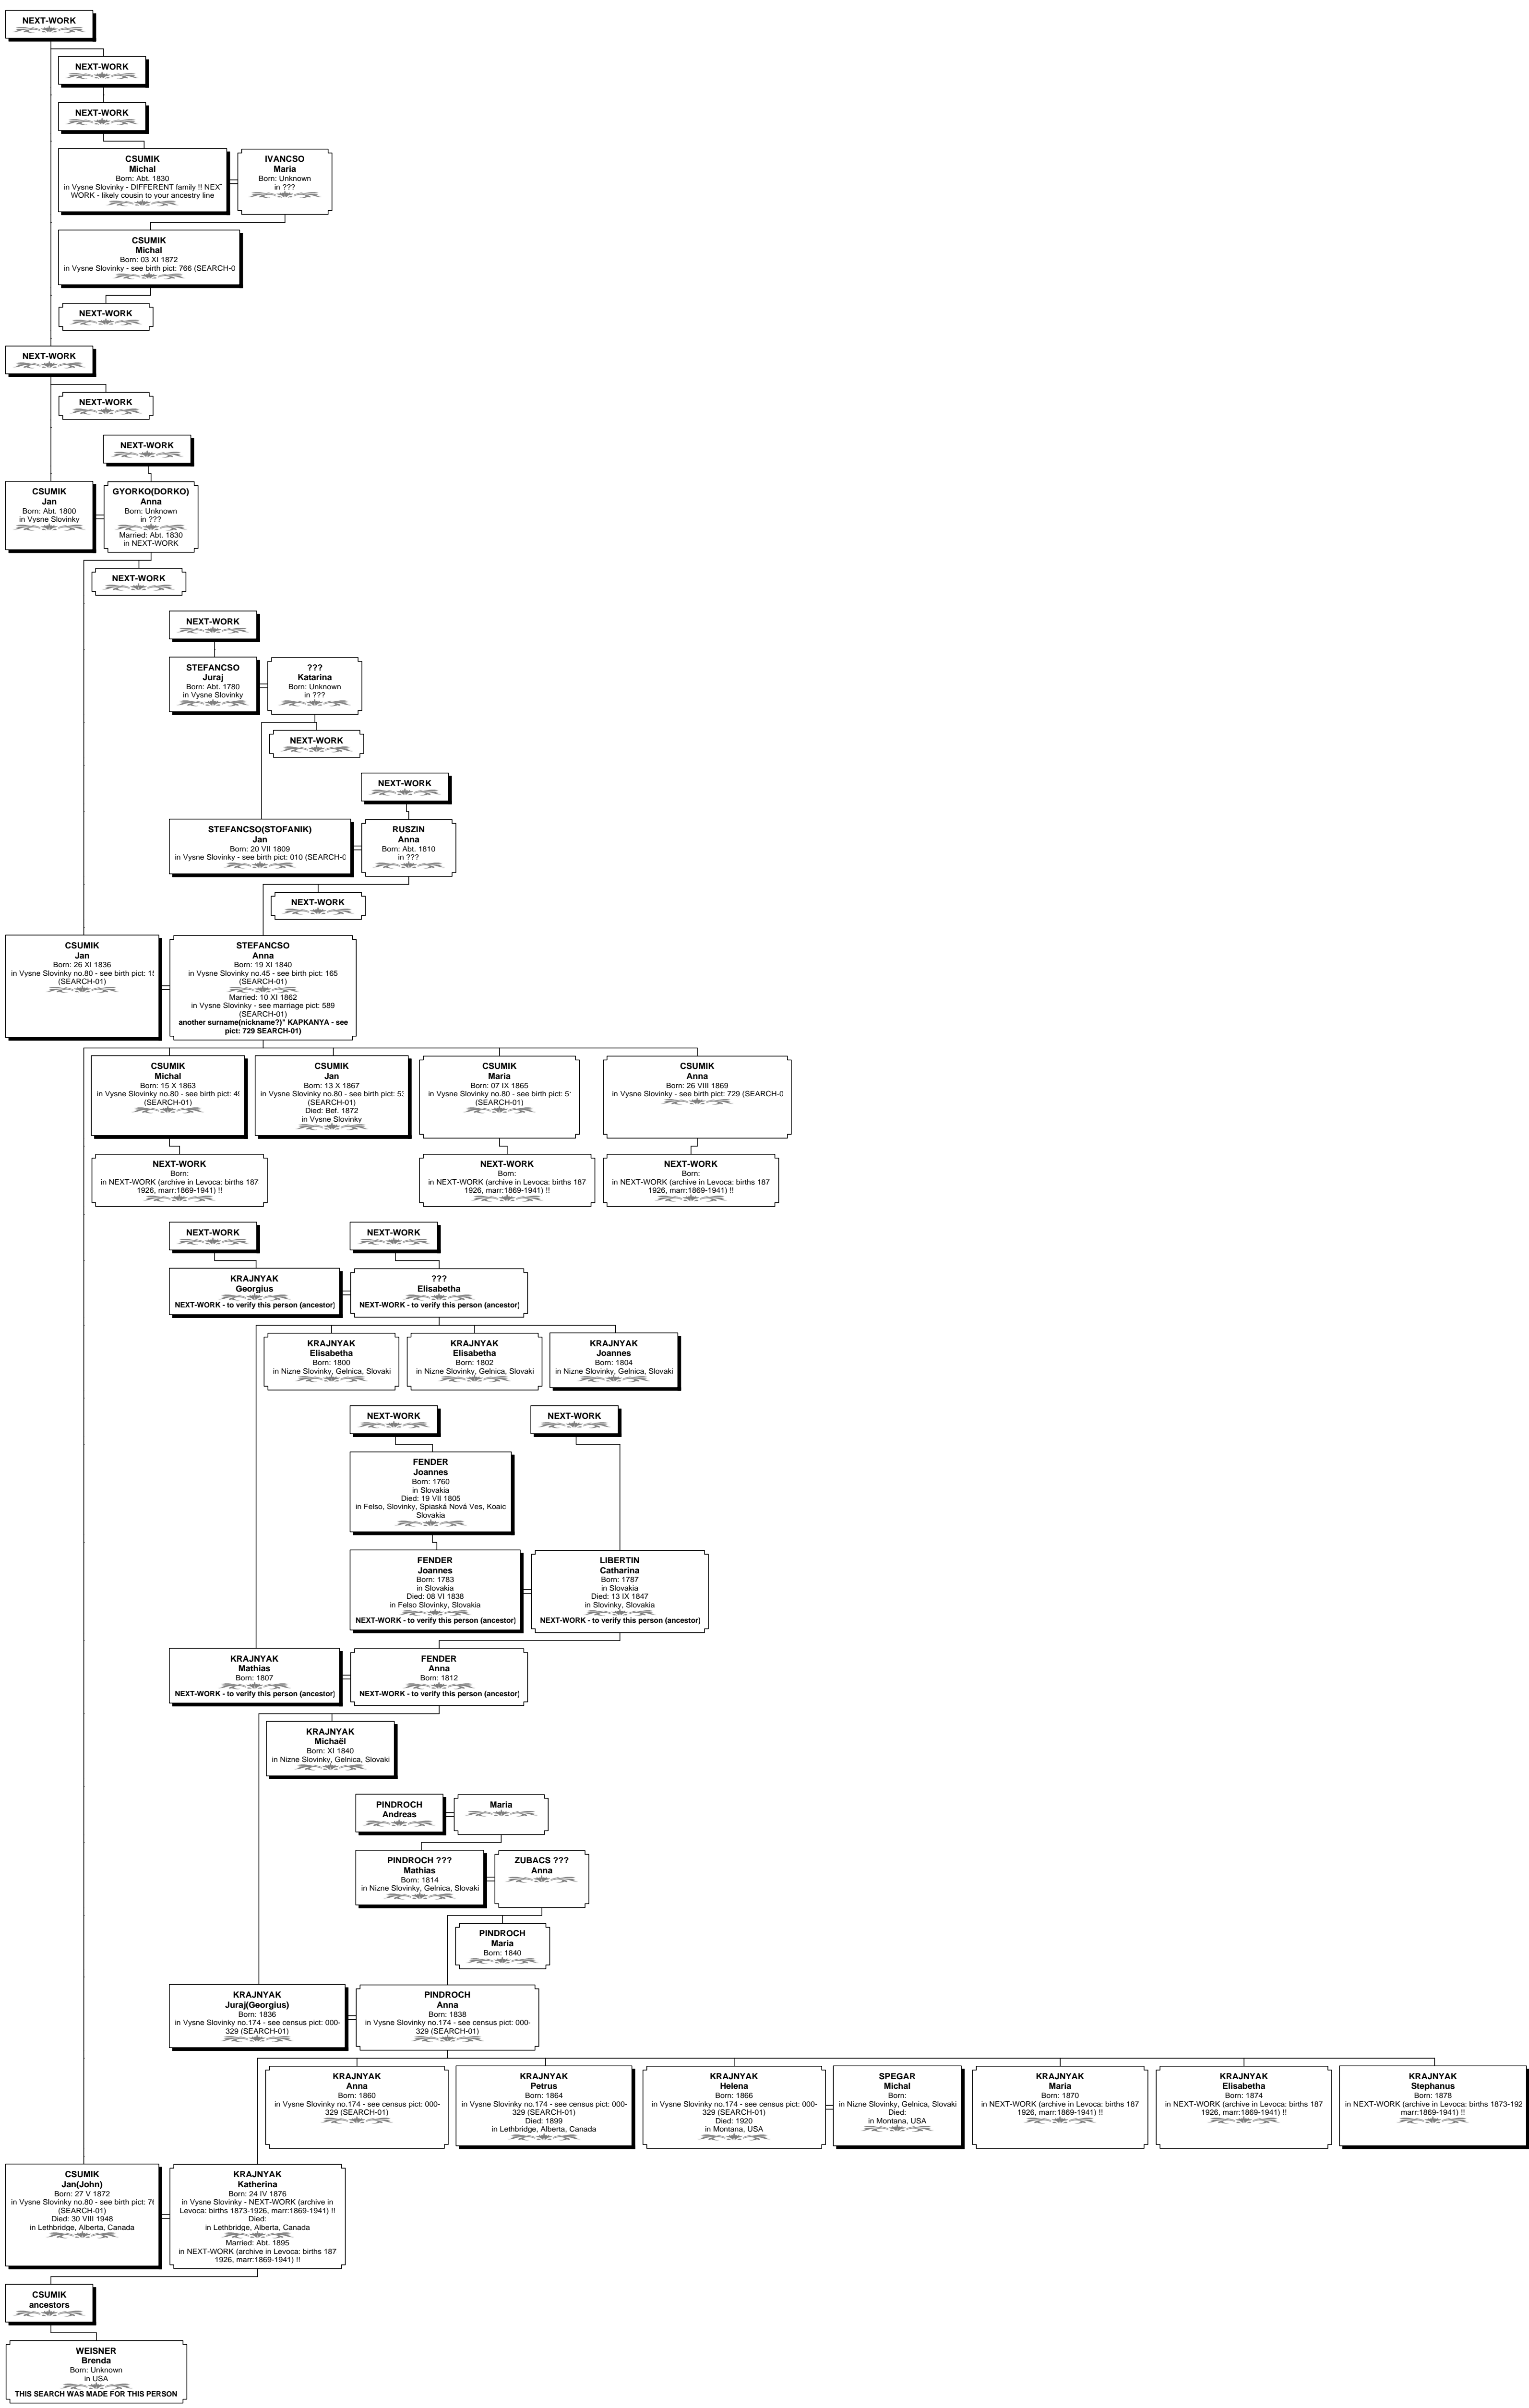 NEXT-WORK
NEXT-WORK
NEXT-WORK
CSUMIK
Michal
Born: Abt. 1830
in Vysne Slovinky - DIFFERENT family !! NEXT
WORK - likely cousin to your ancestry line
IVANCSO
Maria
Born: Unknown
in ???
CSUMIK
Michal
Born: 03 XI 1872
in Vysne Slovinky - see birth pict: 766 (SEARCH-0
NEXT-WORK
NEXT-WORK
NEXT-WORK
NEXT-WORK
CSUMIK
Jan
Born: Abt. 1800
in Vysne Slovinky
GYORKO(DORKO)
Anna
Born: Unknown
in ???
Married: Abt. 1830
in NEXT-WORK
NEXT-WORK
NEXT-WORK
STEFANCSO
Juraj
Born: Abt. 1780
in Vysne Slovinky
???
Katarina
Born: Unknown
in ???
NEXT-WORK
NEXT-WORK
STEFANCSO(STOFANIK)
Jan
Born: 20 VII 1809
in Vysne Slovinky - see birth pict: 010 (SEARCH-0
RUSZIN
Anna
Born: Abt. 1810
in ???
NEXT-WORK
CSUMIK
Jan
Born: 26 XI 1836
in Vysne Slovinky no.80 - see birth pict: 15
(SEARCH-01)
STEFANCSO
Anna
Born: 19 XI 1840
in Vysne Slovinky no.45 - see birth pict: 165
(SEARCH-01)
Married: 10 XI 1862
in Vysne Slovinky - see marriage pict: 589
(SEARCH-01)
another surname(nickname?)" KAPKANYA - see
pict: 729 SEARCH-01)
CSUMIK
Michal
Born: 15 X 1863
in Vysne Slovinky no.80 - see birth pict: 49
(SEARCH-01)
CSUMIK
Jan
Born: 13 X 1867
in Vysne Slovinky no.80 - see birth pict: 53
(SEARCH-01)
Died: Bef. 1872
in Vysne Slovinky
CSUMIK
Maria
Born: 07 IX 1865
in Vysne Slovinky no.80 - see birth pict: 51
(SEARCH-01)
CSUMIK
Anna
Born: 26 VIII 1869
in Vysne Slovinky - see birth pict: 729 (SEARCH-0
NEXT-WORK
Born:
in NEXT-WORK (archive in Levoca: births 187
1926, marr:1869-1941) !!
NEXT-WORK
Born:
in NEXT-WORK (archive in Levoca: births 187
1926, marr:1869-1941) !!
NEXT-WORK
Born:
in NEXT-WORK (archive in Levoca: births 187
1926, marr:1869-1941) !!
NEXT-WORK
NEXT-WORK
KRAJNYAK
Georgius
NEXT-WORK - to verify this person (ancestor)
???
Elisabetha
NEXT-WORK - to verify this person (ancestor)
KRAJNYAK
Elisabetha
Born: 1800
in Nizne Slovinky, Gelnica, Slovaki
KRAJNYAK
Elisabetha
Born: 1802
in Nizne Slovinky, Gelnica, Slovaki
KRAJNYAK
Joannes
Born: 1804
in Nizne Slovinky, Gelnica, Slovaki
NEXT-WORK
NEXT-WORK
FENDER
Joannes
Born: 1760
in Slovakia
Died: 19 VII 1805
in Felso, Slovinky, Spiaská Nová Ves, Koaic
Slovakia
FENDER
Joannes
Born: 1783
in Slovakia
Died: 08 VI 1838
in Felso Slovinky, Slovakia
NEXT-WORK - to verify this person (ancestor)
LIBERTIN
Catharina
Born: 1787
in Slovakia
Died: 13 IX 1847
in Slovinky, Slovakia
NEXT-WORK - to verify this person (ancestor)
KRAJNYAK
Mathias
Born: 1807
NEXT-WORK - to verify this person (ancestor)
FENDER
Anna
Born: 1812
NEXT-WORK - to verify this person (ancestor)
KRAJNYAK
Michaël
Born: XI 1840
in Nizne Slovinky, Gelnica, Slovaki
PINDROCH
Andreas
Maria
PINDROCH ???
Mathias
Born: 1814
in Nizne Slovinky, Gelnica, Slovaki
ZUBACS ???
Anna
PINDROCH
Maria
Born: 1840
KRAJNYAK
Juraj(Georgius)
Born: 1836
in Vysne Slovinky no.174 - see census pict: 000-
329 (SEARCH-01)
PINDROCH
Anna
Born: 1838
in Vysne Slovinky no.174 - see census pict: 000-
329 (SEARCH-01)
KRAJNYAK
Anna
Born: 1860
in Vysne Slovinky no.174 - see census pict: 000-
329 (SEARCH-01)
KRAJNYAK
Petrus
Born: 1864
in Vysne Slovinky no.174 - see census pict: 000-
329 (SEARCH-01)
Died: 1899
in Lethbridge, Alberta, Canada
KRAJNYAK
Helena
Born: 1866
in Vysne Slovinky no.174 - see census pict: 000-
329 (SEARCH-01)
Died: 1920
in Montana, USA
SPEGAR
Michal
Born:
in Nizne Slovinky, Gelnica, Slovaki
Died:
in Montana, USA
KRAJNYAK
Maria
Born: 1870
in NEXT-WORK (archive in Levoca: births 187
1926, marr:1869-1941) !!
KRAJNYAK
Elisabetha
Born: 1874
in NEXT-WORK (archive in Levoca: births 187
1926, marr:1869-1941) !!
KRAJNYAK
Stephanus
Born: 1878
in NEXT-WORK (archive in Levoca: births 1873-192
marr:1869-1941) !!
CSUMIK
Jan(John)
Born: 27 V 1872
in Vysne Slovinky no.80 - see birth pict: 76
(SEARCH-01)
Died: 30 VIII 1948
in Lethbridge, Alberta, Canada
KRAJNYAK
Katherina
Born: 24 IV 1876
in Vysne Slovinky - NEXT-WORK (archive in
Levoca: births 1873-1926, marr:1869-1941) !!
Died:
in Lethbridge, Alberta, Canada
Married: Abt. 1895
in NEXT-WORK (archive in Levoca: births 187
1926, marr:1869-1941) !!
CSUMIK
ancestors
WEISNER
Brenda
Born: Unknown
in USA
THIS SEARCH WAS MADE FOR THIS PERSON